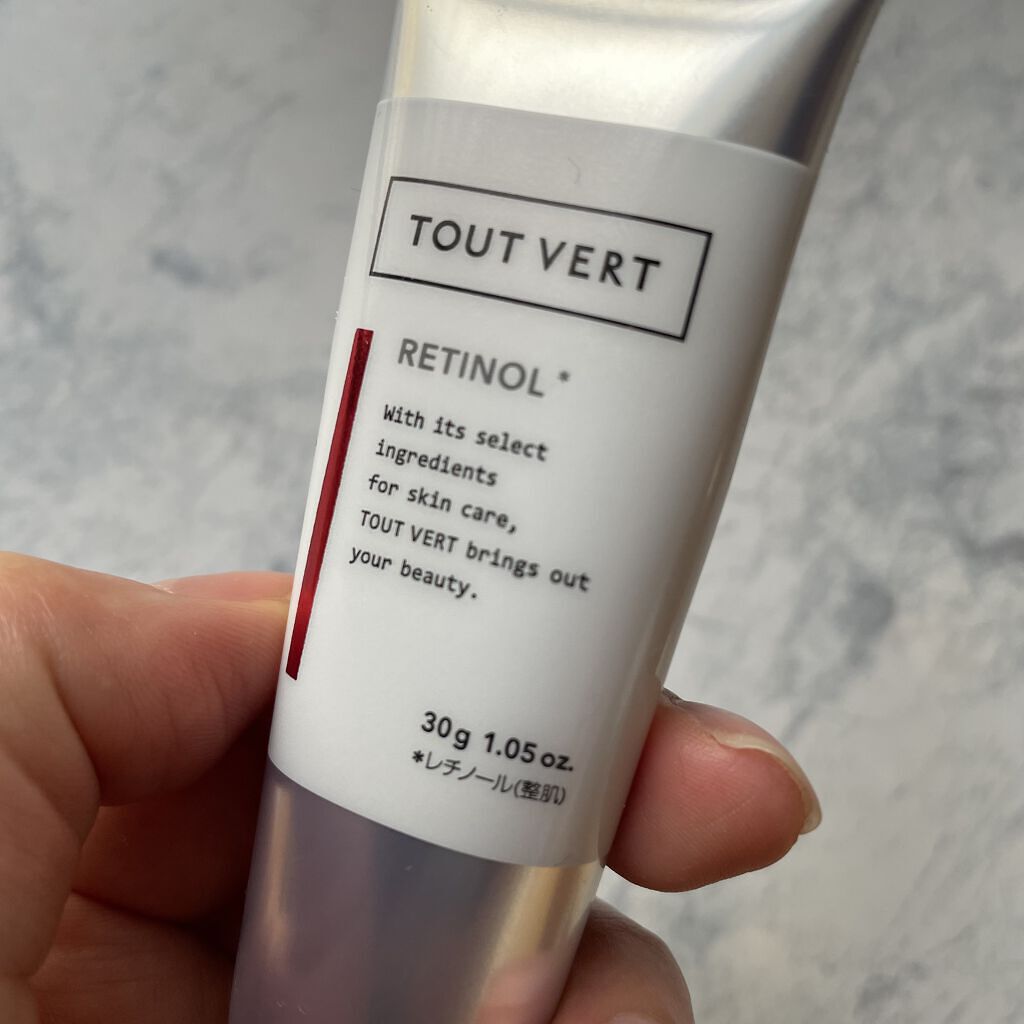 TOUT VERT
RETINOL *
With its select
ingredients
for skin care,
TOUT VERT brings out
your beauty.
30g 1.05 oz.
*レチノール(整肌)